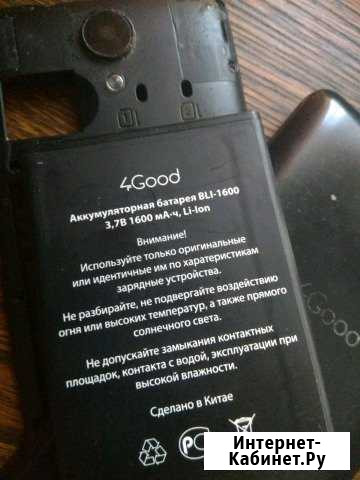 4Good
Аккумуляторная батарея BLI-1600
3,7В 1600 мА-ч, Li-Ion
Внимание!
Используйте только оригинальные
или идентичные им по харатеристикам
зарядные устройства.
Не разбирайте, не подвергайте воздействию
огня или высоких температур, а также прямого
солнечного света.
Не допускайте замыкания контактных
площадок, контакта с водой, эксплуатации при
высокой влажности.
Сделано в Китае
4Good
Интернет-
Кабинет.Ру